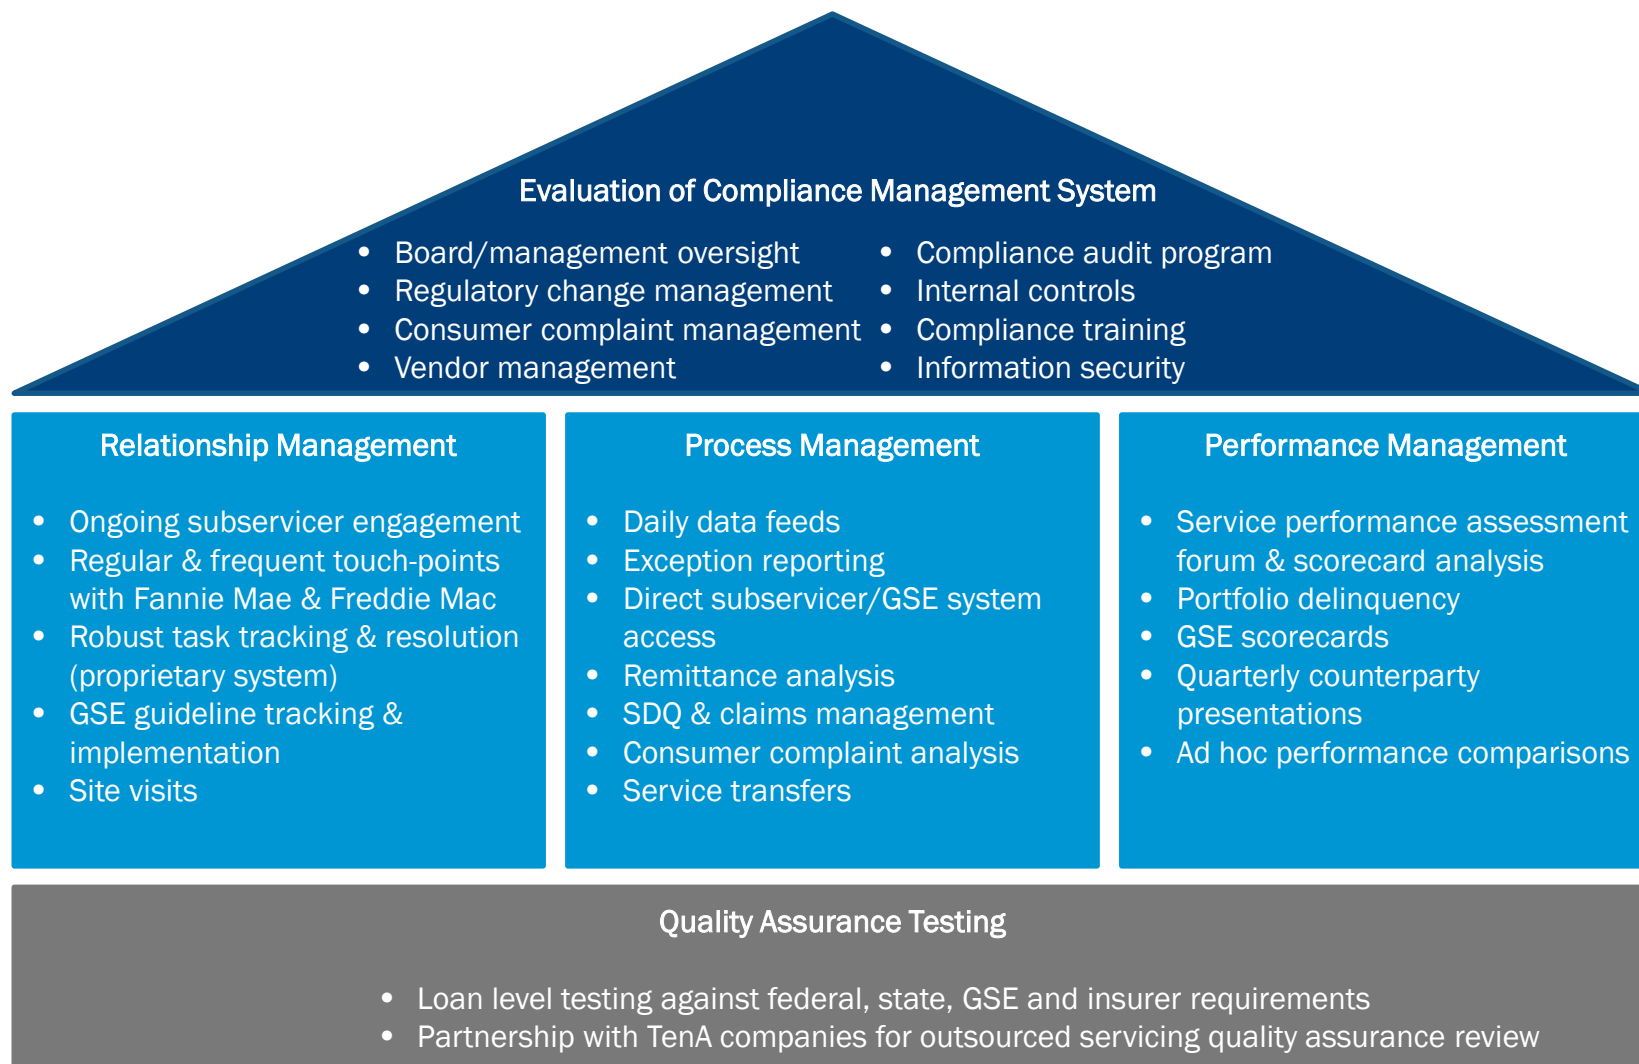 Evaluation of Compliance Management System
• Board/management oversight
• Regulatory change management
• Consumer complaint management
• Vendor management
• Compliance audit program
• Internal controls
• Compliance training
• Information security
Relationship Management
• Ongoing subservicer engagement
• Regular & frequent touch-points
with Fannie Mae & Freddie Mac
• Robust task tracking & resolution
(proprietary system)
• GSE guideline tracking &
implementation
• Site visits
Process Management
• Daily data feeds
• Exception reporting
• Direct subservicer/GSE system
access
• Remittance analysis
• SDQ & claims management
• Consumer complaint analysis
• Service transfers
Performance Management
• Service performance assessment
forum & scorecard analysis
• Portfolio delinquency
• GSE scorecards
• Quarterly counterparty
presentations
• Ad hoc performance comparisons
Quality Assurance Testing
• Loan level testing against federal, state, GSE and insurer requirements
• Partnership with TenA companies for outsourced servicing quality assurance review